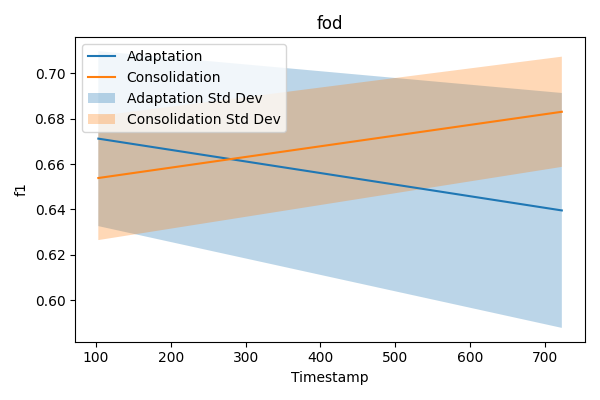 fod
Adaptation
Consolidation
Adaptation Std Dev
Consolidation Std Dev
f1
0.70
0.68
0.66
0.64
0.62
0.60
100 200 300 400 500 600 700
Timestamp